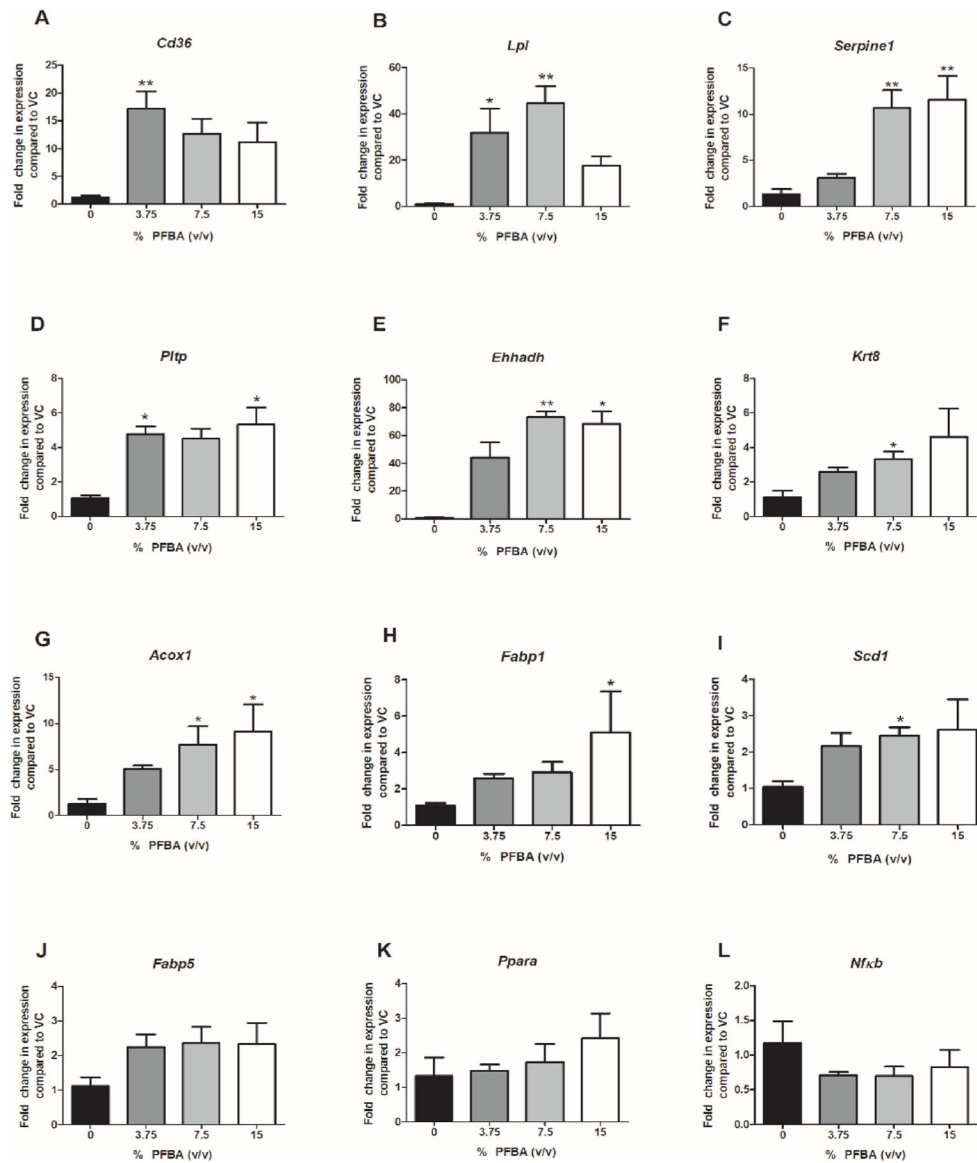 A
Cd36
Fold change in expression
compared to VC
25
20
15
10
5
0
**
0 3.75 7.5 15
% PFBA (v/v)
B
Lpl
Fold change in expression
compared to VC
60
40
20
0
* **
0 3.75 7.5 15
% PFBA (v/v)
C
Serpine1
Fold change in expression
compared to VC
15
10
5
0
** **
0 3.75 7.5 15
% PFBA (v/v)
D
Pltp
Fold change in expression
compared to VC
8
6
4
2
0
* *
0 3.75 7.5 15
% PFBA (v/v)
E
Ehhadh
Fold change in expression
compared to VC
100
80
60
40
20
0
** *
0 3.75 7.5 15
% PFBA (v/v)
F
Krt8
Fold change in expression
compared to VC
8
6
4
2
0
*
0 3.75 7.5 15
% PFBA (v/v)
G
Acox1
Fold change in expression
compared to VC
15
10
5
0
* *
0 3.75 7.5 15
% PFBA (v/v)
H
Fabp1
Fold change in expression
compared to VC
8
6
4
2
0
*
0 3.75 7.5 15
% PFBA (v/v)
I
Scd1
Fold change in expression
compared to VC
4
3
2
1
0
*
0 3.75 7.5 15
% PFBA (v/v)
J
Fabp5
Fold change in expression
compared to VC
4
3
2
1
0
0 3.75 7.5 15
% PFBA (v/v)
K
Ppara
Fold change in expression
compared to VC
4
3
2
1
0
0 3.75 7.5 15
% PFBA (v/v)
L
Nfκb
Fold change in expression
compared to VC
2.0
1.5
1.0
0.5
0.0
0 3.75 7.5 15
% PFBA (v/v)